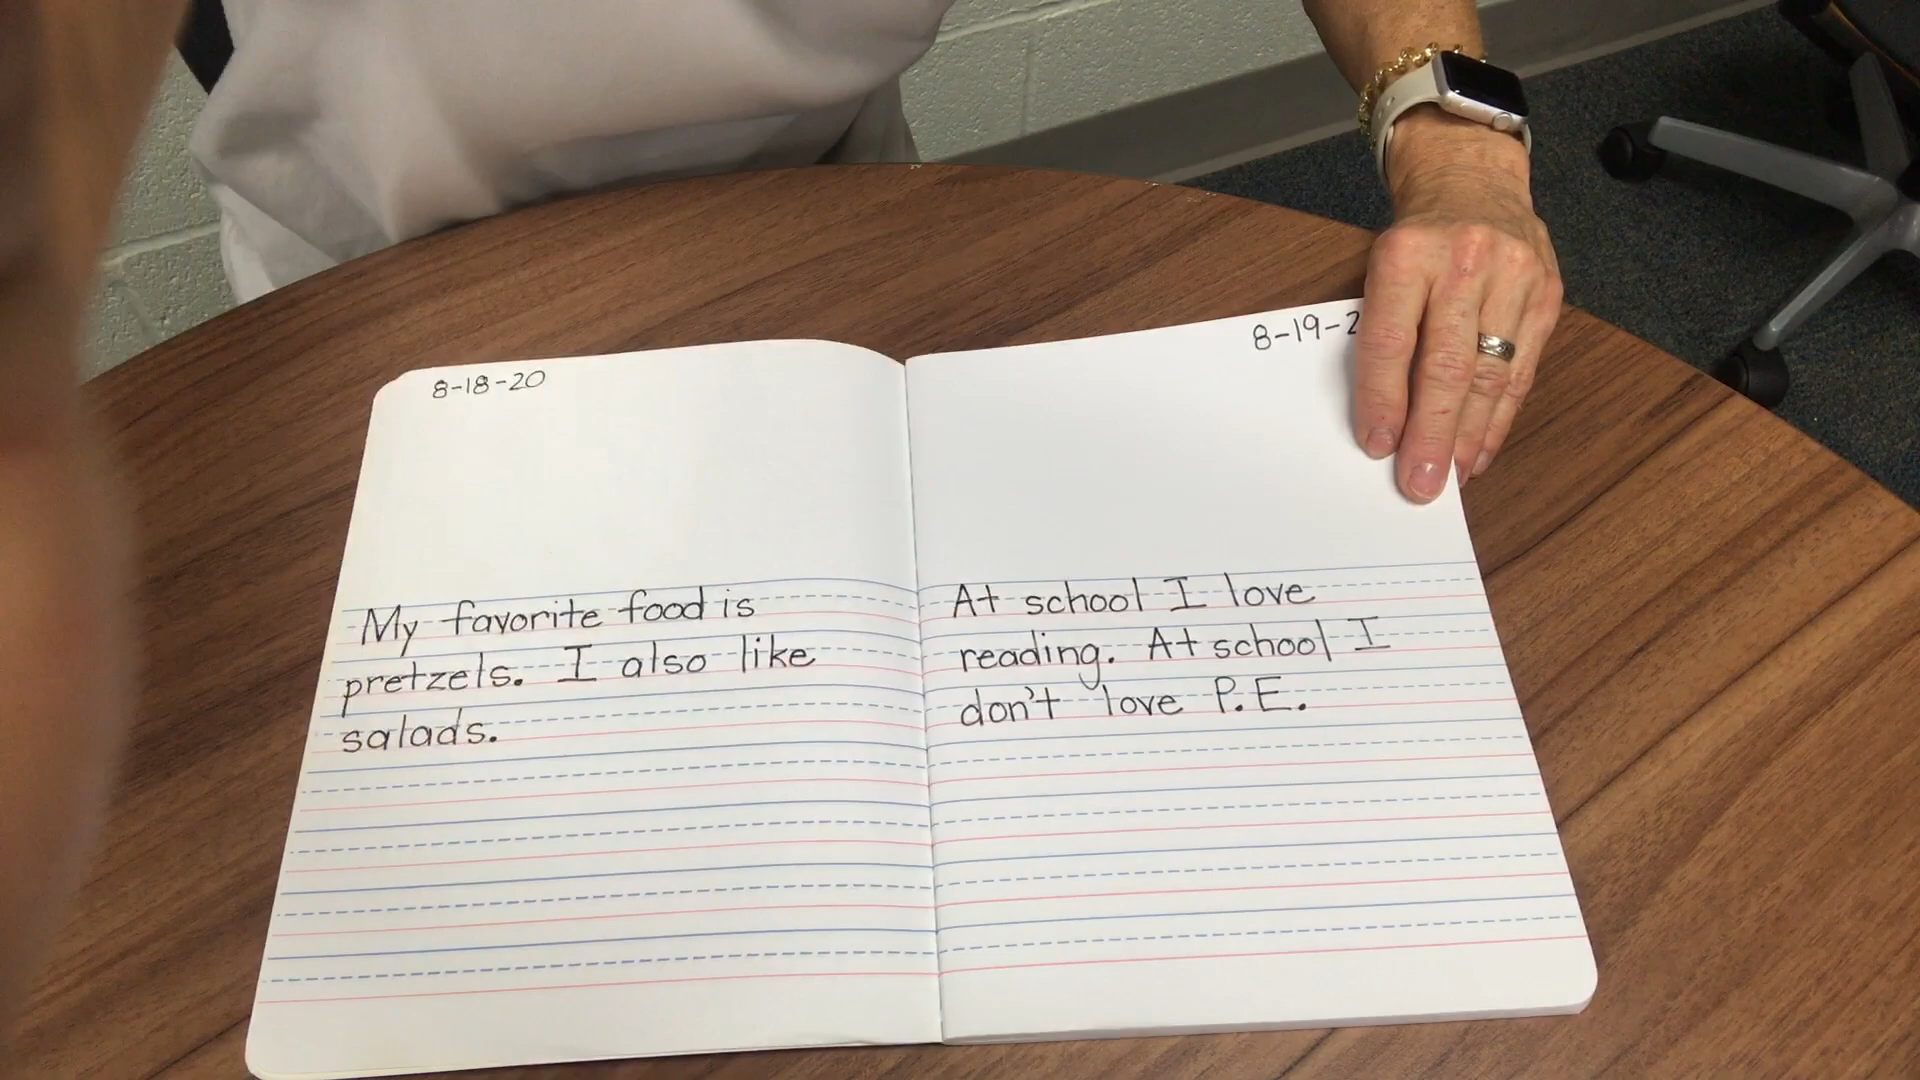 8-18-20
My favorite food is
pretzels. I also like
salads.
8-19-2
At school I love
reading. At school I
don't love P.E.